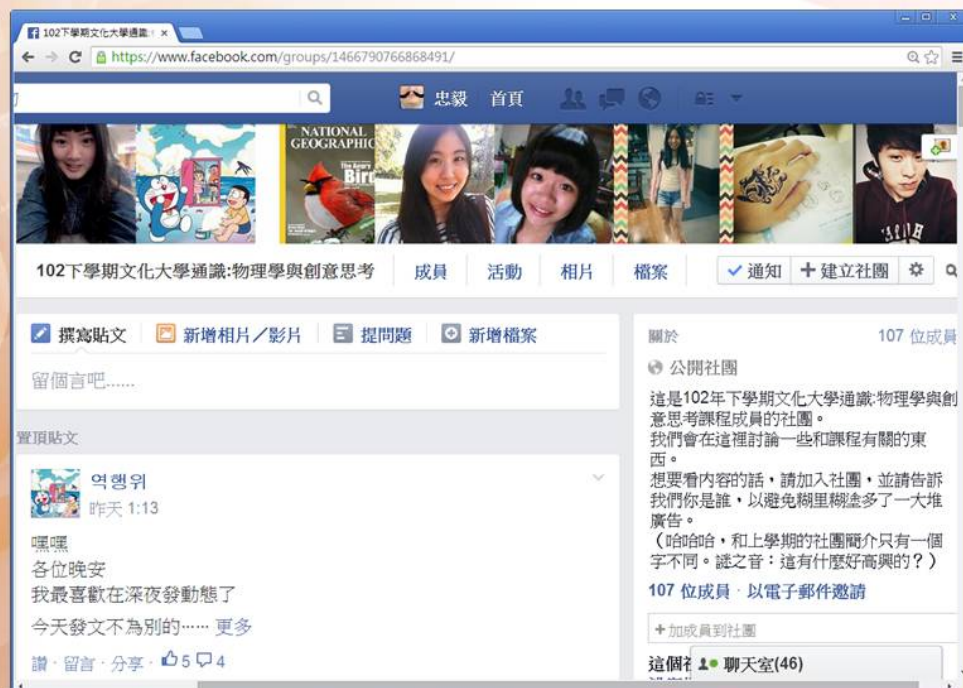 102下學期文化大學通識:
https://www.facebook.com/groups/1466790766868491/
忠毅 首頁
NATIONAL
GEOGRAPHIC
The Angry
Bird
102下學期文化大學通識:物理學與創意思考 成員 活動 相片 檔案 通知 建立社團
撰寫貼文 新增相片／影片 提問題 新增檔案
留個言吧......
置頂貼文
역행위
昨天 1:13
嘿嘿
各位晚安
我最喜歡在深夜發動態了
今天發文不為別的⋯⋯ 更多
讚 · 留言 · 分享 · 5 4
關於 107 位成員
公開社團
這是102年下學期文化大學通識:物理學與創
意思考課程成員的社團。
我們會在這裡討論一些和課程有關的東
西。
想要看內容的話，請加入社團，並請告訴
我們你是誰，以避免糊里糊塗多了一大堆
廣告。
（哈哈哈，和上學期的社團簡介只有一個
字不同。謎之音：這有什麼好高興的？）
107 位成員 · 以電子郵件邀請
+加成員到社團
這個社
聊天室(46)